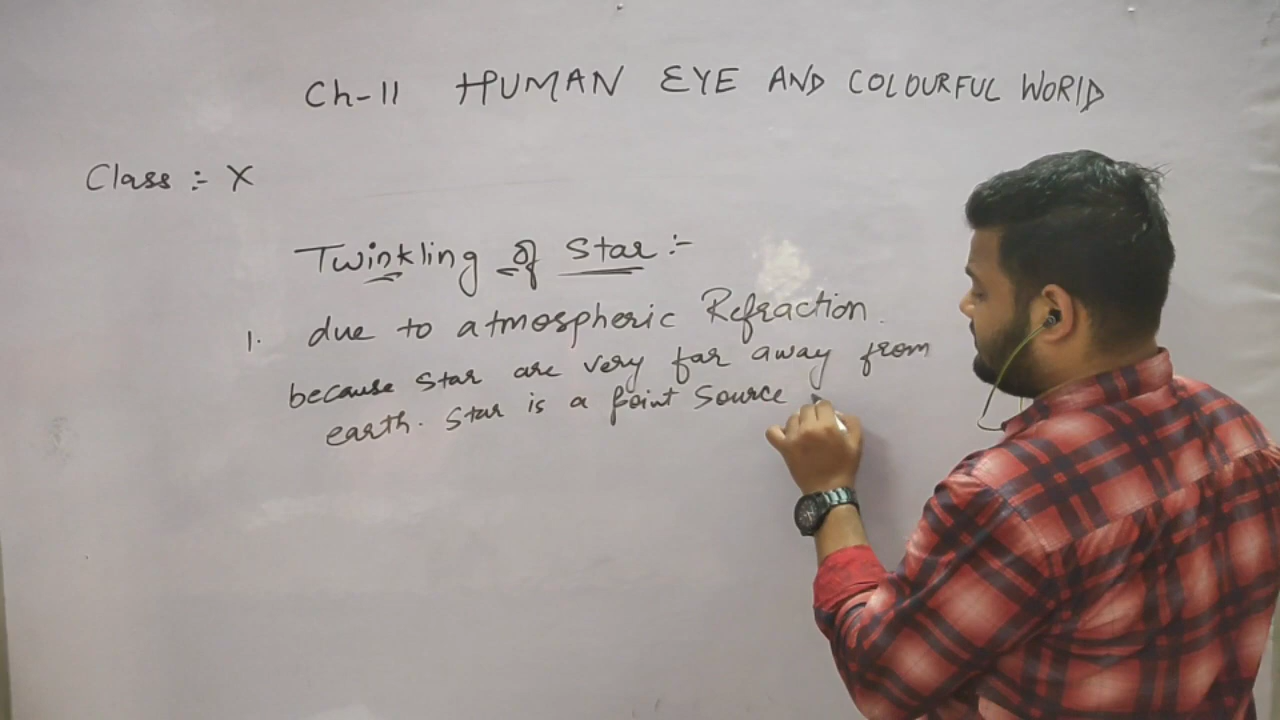 Ch-11 HUMAN EYE AND COLOURFUL WORLD
Class :- X
Twinkling of Star :-
1. due to atmospheric Refraction.
because star are very far away from
earth. Star is a point source